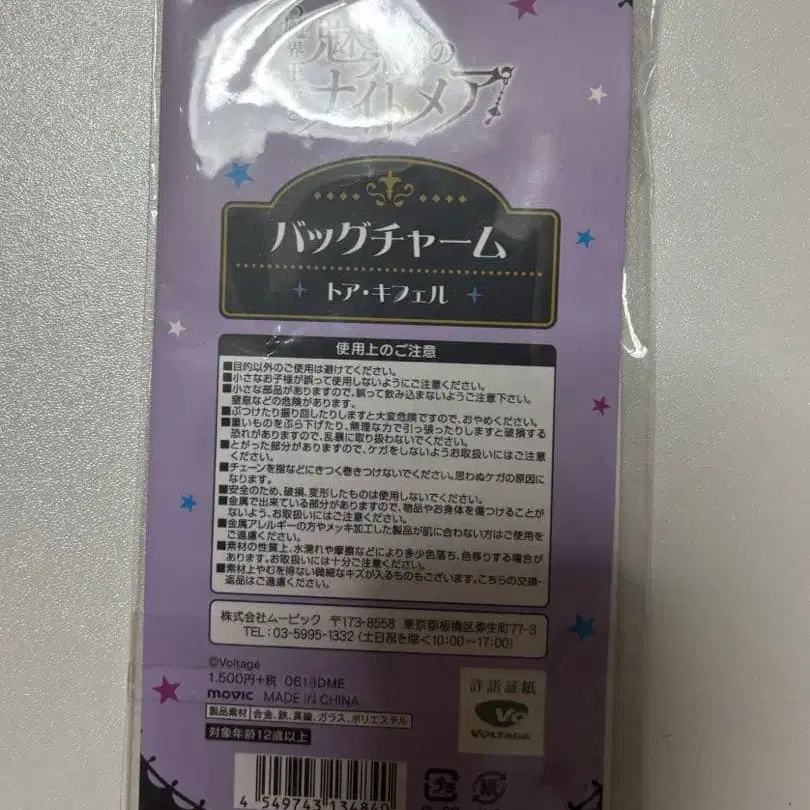 魅惑の
ナイトメア
バッグチャーム
トア・キフェル
使用上のご注意
■目的以外のご使用は避けてください。
■小さなお子様が誤って使用しないようにご注意ください。
■小さな部品がありますので、誤って飲み込まないようご注意下さい。
窒息などの危険があります。
■ぶつけたり振り回したりしますと大変危険ですので、おやめください。
■重いものをぶら下げたり、無理な力で引っ張ったりしますと破損する
恐れがありますので、乱暴に取り扱わないでください。
■とがった部分がありますので、ケガをしないようお取扱いにはご注意
ください。
■チェーンを指などにきつく巻きつけないでください。思わぬケガの原因に
なります。
■安全のため、破損、変形したものは使用しないでください。
■金属で出来ている部分がありますので、物品やお身体を傷つけることが
ないよう、お取扱いにはご注意ください。
■金属アレルギーの方やメッキ加工した製品が肌に合わない方はご使用を
ご遠慮ください。
■素材の性質上、水濡れや摩擦などにより多少色落ち、色移りする場合が
あります。お取扱いには十分ご注意ください。
■素材上やむを得ない微細なキズが入るものもございます。こちらの交換・
返品はご遠慮ください。
株式会社ムービック 〒173-8558 東京都板橋区弥生町77-3
TEL:03-5995-1332 (土日祝を除く10:00~17:00)
©Voltage
1,500円+税 0613DME
movic MADE IN CHINA
製品素材 合金、鉄、真鍮、ガラス、ポリエステル
対象年齢12歳以上
許諾証紙
VO
VOLTAGE
4 549743 134840
プラ
紙